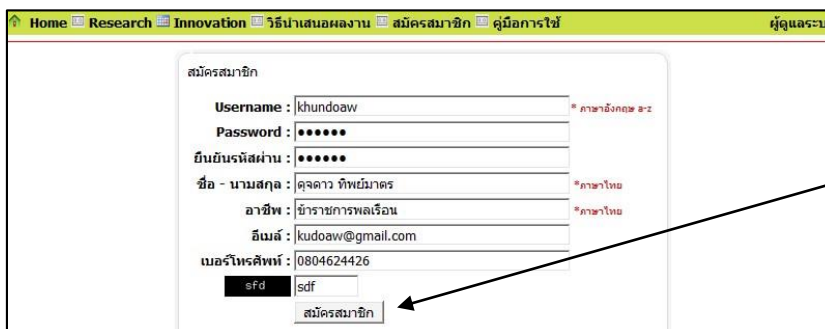 Home Research Innovation วิธีนำเสนอผลงาน สมัครสมาชิก คู่มือการใช้ ผู้ดูแลระบ
สมัครสมาชิก
Username : khundoaw * ภาษาอังกฤษ a-z
Password : ●●●●●●
ยืนยันรหัสผ่าน : ●●●●●●
ชื่อ - นามสกุล : ดุจดาว ทิพย์มาตร *ภาษาไทย
อาชีพ : ข้าราชการพลเรือน *ภาษาไทย
อีเมล์ : kudoaw@gmail.com
เบอร์โทรศัพท์ : 0804624426
sfd sdf
สมัครสมาชิก